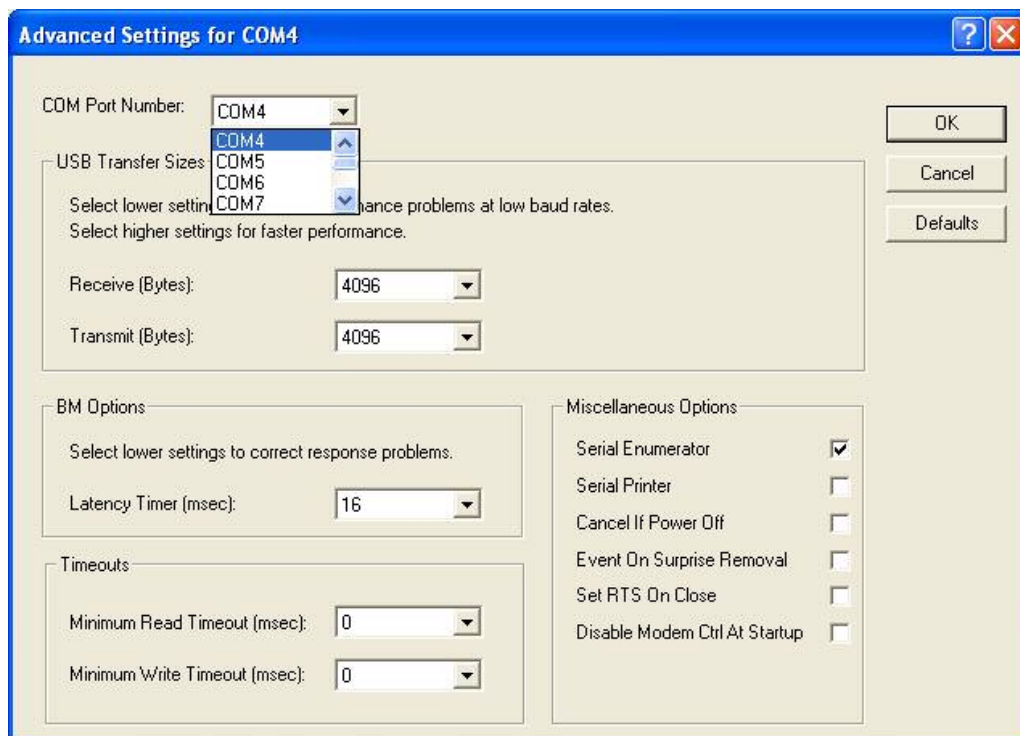 Advanced Settings for COM4
COM Port Number:
COM4
COM4
COM5
COM6
COM7
OK
Cancel
Defaults
USB Transfer Sizes
Select lower mance problems at low baud rates.
Select higher settings for faster performance.
Receive (Bytes):
4096
Transmit (Bytes):
4096
BM Options
Select lower settings to correct response problems.
Latency Timer (msec):
16
Timeouts
Minimum Read Timeout (msec):
0
Minimum Write Timeout (msec):
0
Miscellaneous Options
Serial Enumerator
Serial Printer
Cancel If Power Off
Event On Surprise Removal
Set RTS On Close
Disable Modem Ctrl At Startup